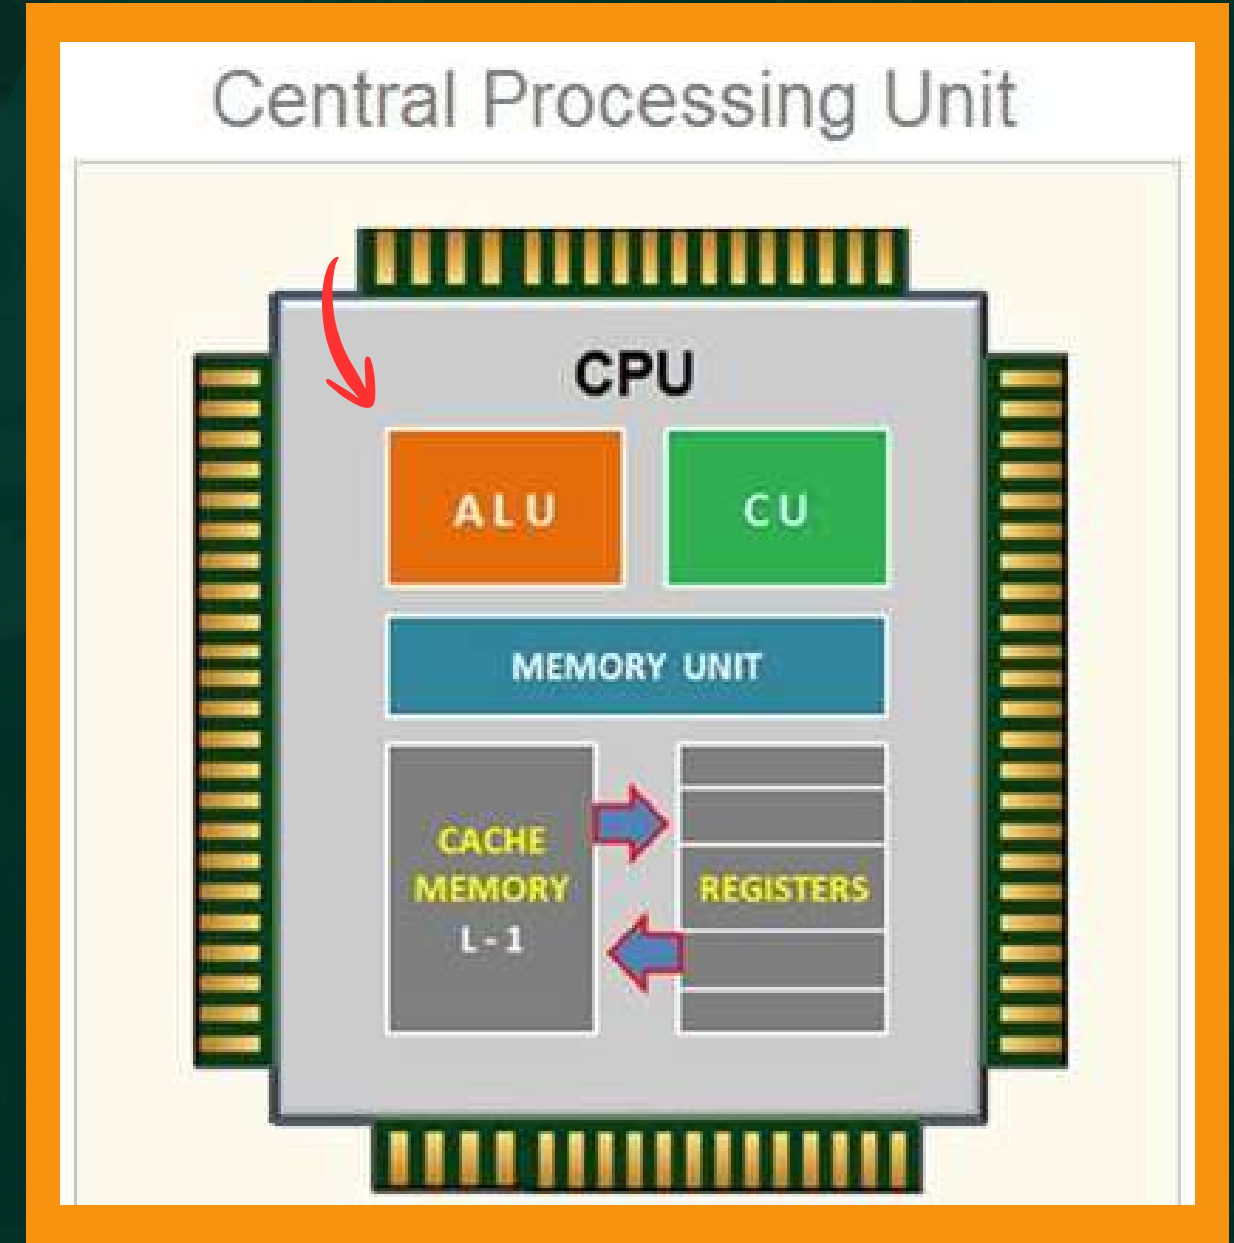 Central Processing Unit
CPU
ALU
CU
MEMORY UNIT
CACHE
MEMORY
L-1
REGISTERS